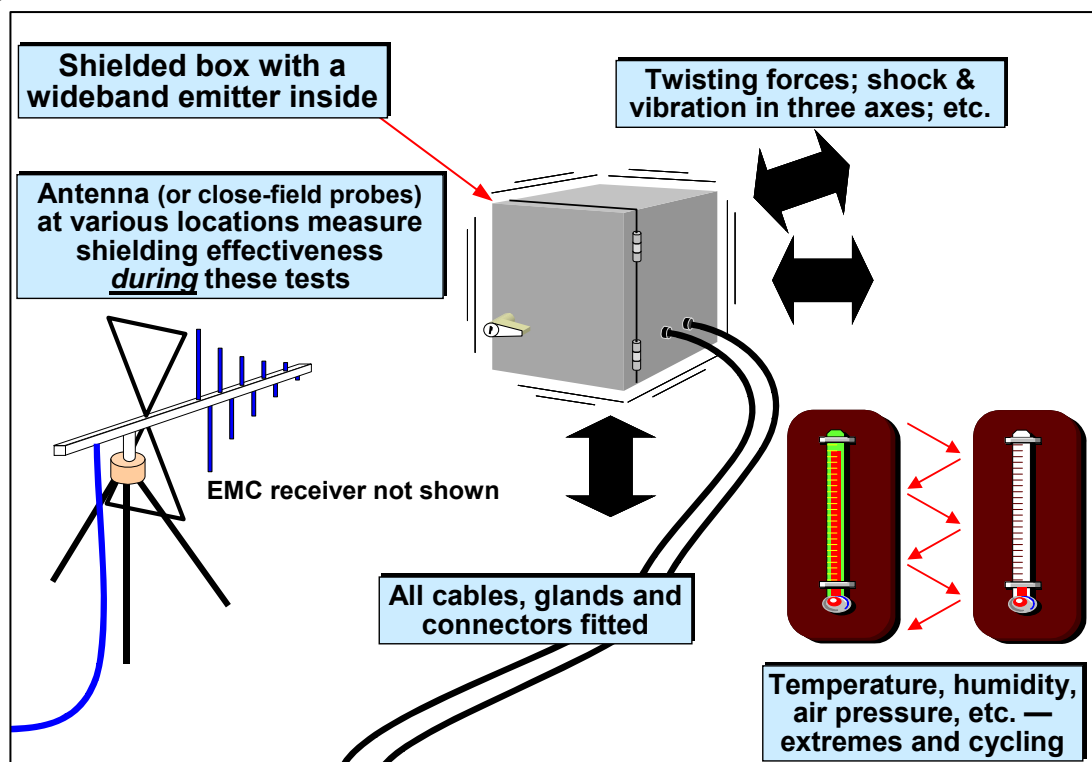 Shielded box with a
wideband emitter inside
Twisting forces; shock &
vibration in three axes; etc.
Antenna (or close-field probes)
at various locations measure
shielding effectiveness
during these tests
EMC receiver not shown
All cables, glands and
connectors fitted
Temperature, humidity,
air pressure, etc. —
extremes and cycling